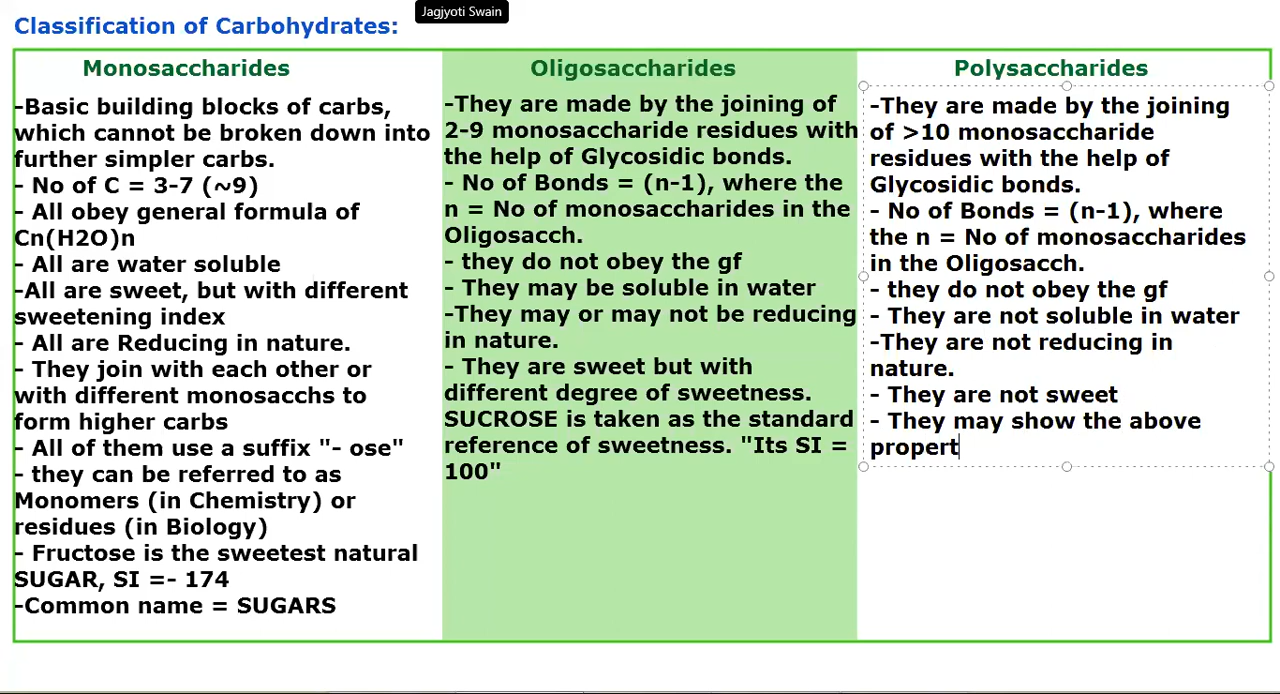 Jagjyoti Swain
Classification of Carbohydrates:
Monosaccharides
-Basic building blocks of carbs,
which cannot be broken down into
further simpler carbs.
- No of C = 3-7 (~9)
- All obey general formula of
Cn(H2O)n
- All are water soluble
-All are sweet, but with different
sweetening index
- All are Reducing in nature.
- They join with each other or
with different monosacchs to
form higher carbs
- All of them use a suffix "- ose"
- they can be referred to as
Monomers (in Chemistry) or
residues (in Biology)
- Fructose is the sweetest natural
SUGAR, SI =- 174
-Common name = SUGARS
Oligosaccharides
-They are made by the joining of
2-9 monosaccharide residues with
the help of Glycosidic bonds.
- No of Bonds = (n-1), where the
n = No of monosaccharides in the
Oligosacch.
- they do not obey the gf
- They may be soluble in water
-They may or may not be reducing
in nature.
- They are sweet but with
different degree of sweetness.
SUCROSE is taken as the standard
reference of sweetness. "Its SI =
100"
Polysaccharides
-They are made by the joining
of >10 monosaccharide
residues with the help of
Glycosidic bonds.
- No of Bonds = (n-1), where
the n = No of monosaccharides
in the Oligosacch.
- they do not obey the gf
- They are not soluble in water
-They are not reducing in
nature.
- They are not sweet
- They may show the above
propert